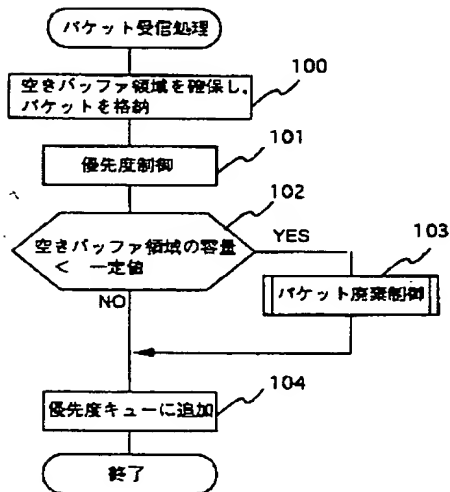 パケット受信処理
空きバッファ領域を確保し,
パケットを格納
100
優先度制御
101
空きバッファ領域の容量
< 一定値
102
YES
NO
パケット廃棄制御
103
優先度キューに追加
104
終了